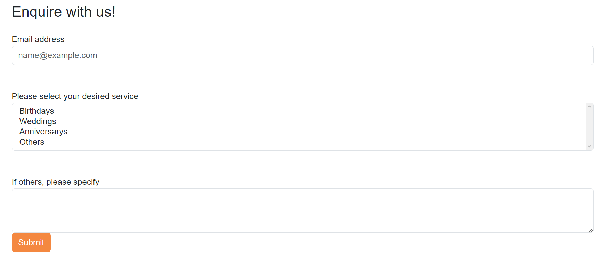 Enquire with us!
Email address
name@example.com
Please select your desired service
Birthdays
Weddings
Anniversarys
Others
If others, please specify
Submit